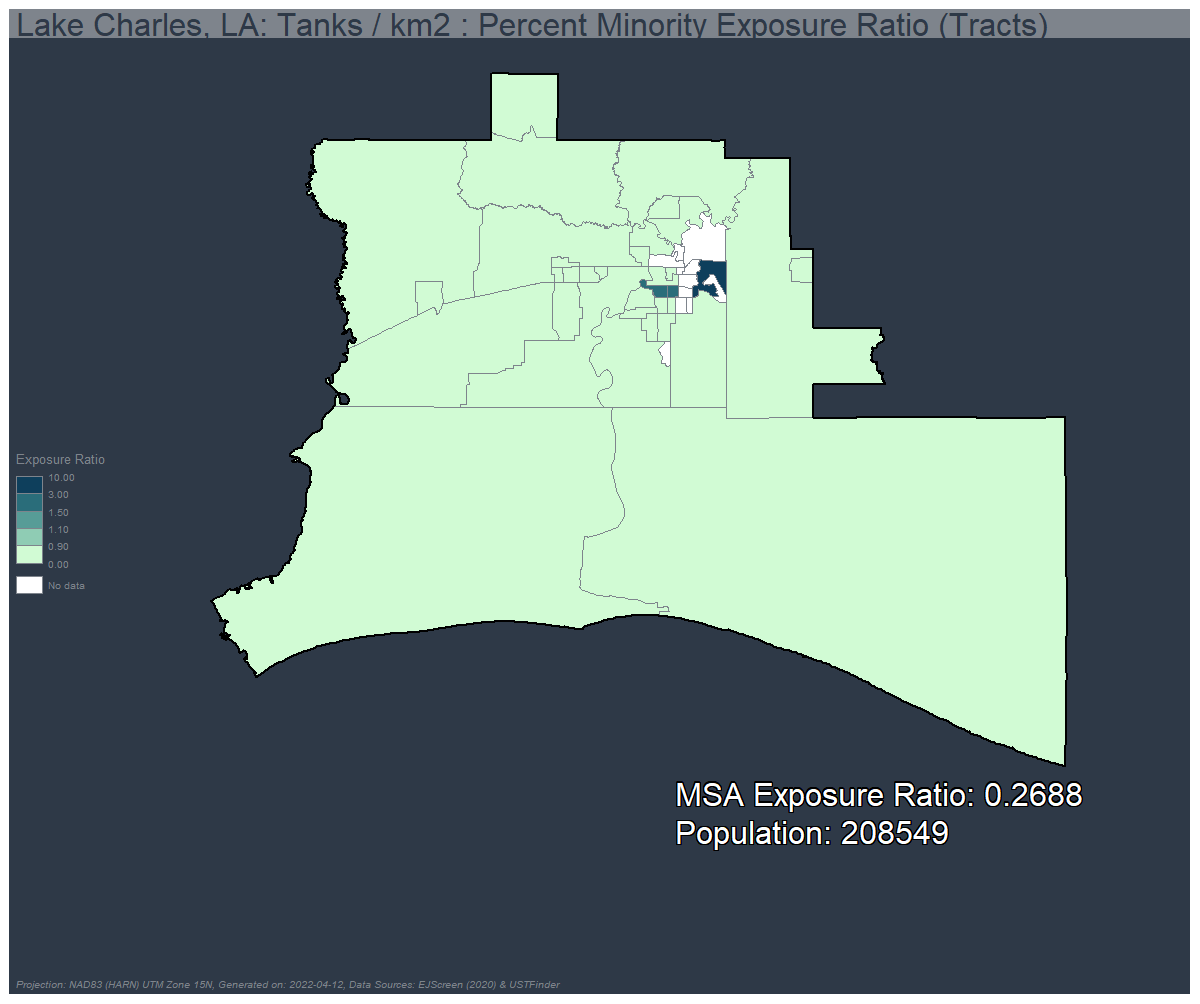 Lake Charles, LA: Tanks / km2 : Percent Minority Exposure Ratio (Tracts)
Exposure Ratio
10.00
3.00
1.50
1.10
0.90
0.00
No data
MSA Exposure Ratio: 0.2688
Population: 208549
Projection: NAD83 (HARN) UTM Zone 15N, Generated on: 2022-04-12, Data Sources: EJScreen (2020) & USTFinder